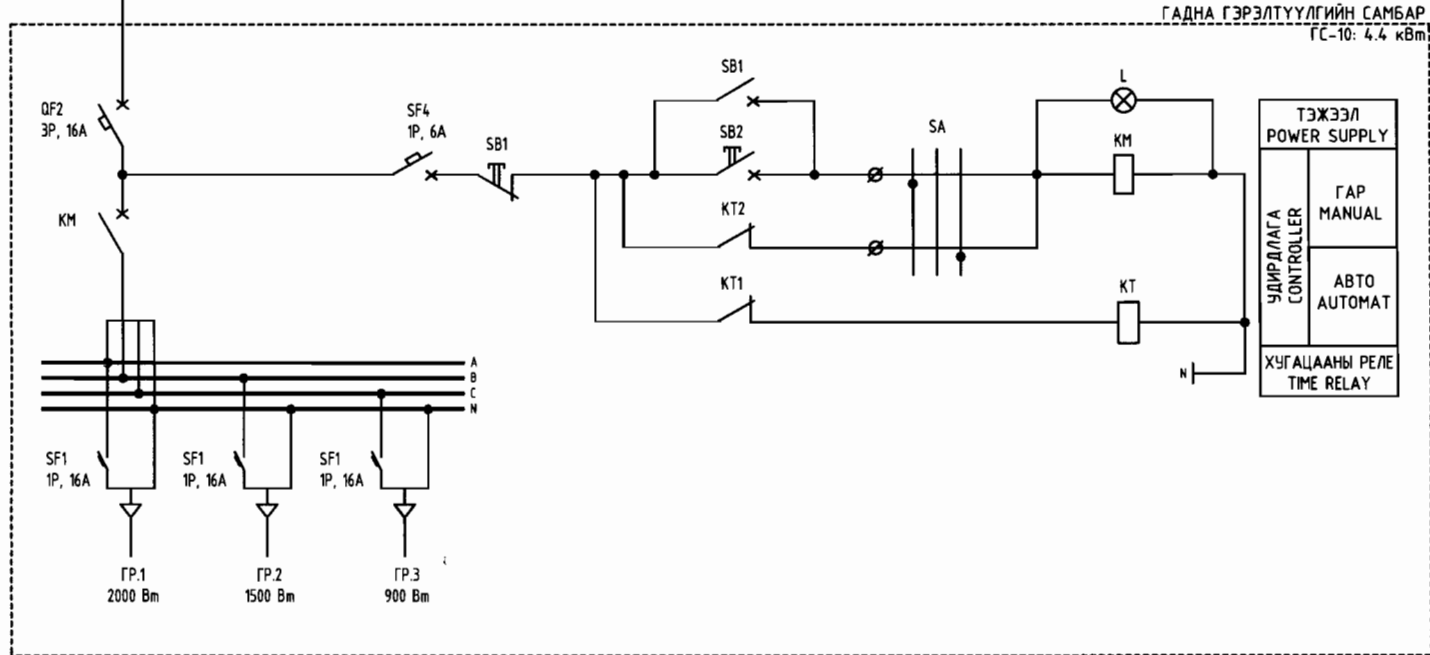 ГАДНА ГЭРЭЛТҮҮЛГИЙН САМБАР
ГС-10: 4.4 кВт
QF2
3P, 16A
SF4
1P, 6A
SB1
SB1
SB2
KT2
KT1
SA
L
KM
KT
KM
N
ТЭЖЭЭЛ
POWER SUPPLY
УДИРДЛАГА
CONTROLLER
ГАР
MANUAL
АВТО
AUTOMAT
ХУГАЦААНЫ РЕЛЕ
TIME RELAY
A
B
C
N
SF1
1P, 16A
SF1
1P, 16A
SF1
1P, 16A
ГР.1
2000 Вт
ГР.2
1500 Вт
ГР.3
900 Вт